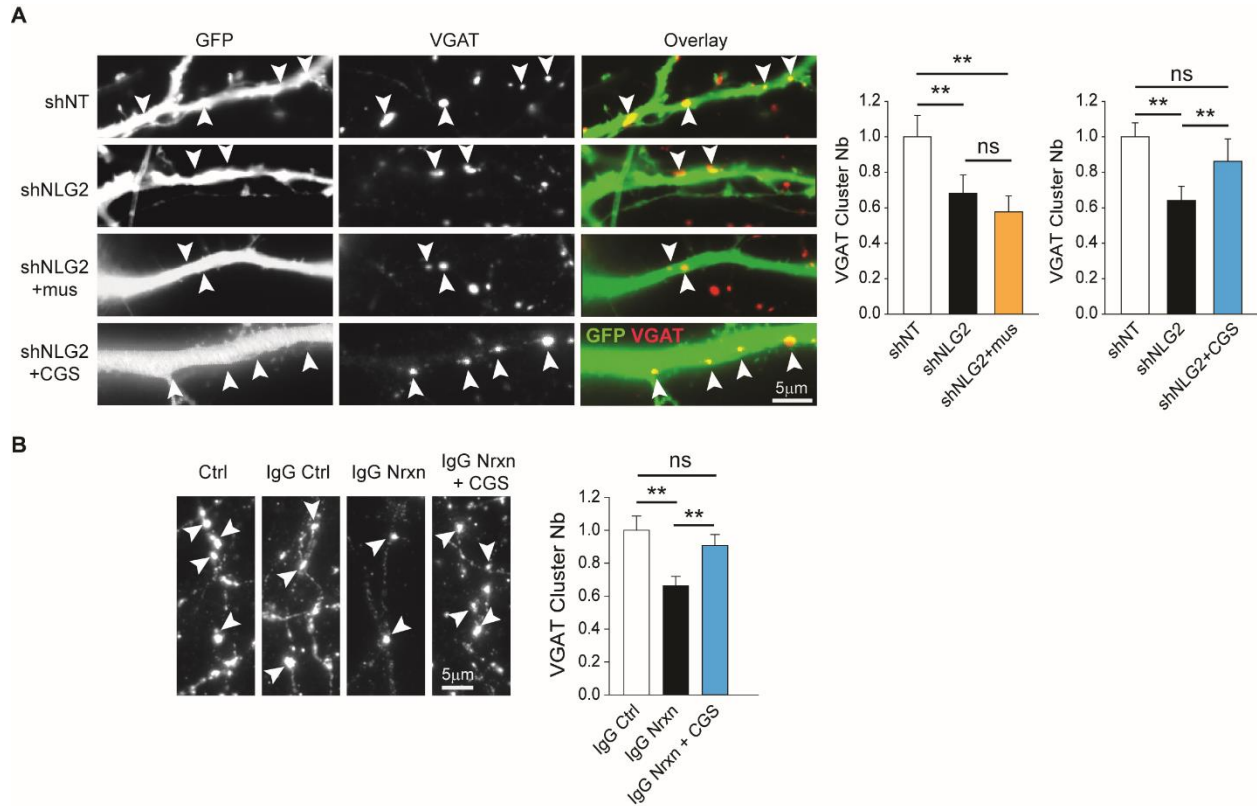 A
GFP VGAT Overlay
shNT
shNLG2
shNLG2
+mus
shNLG2
+CGS
GFP VGAT
5μm
** 
**
ns
VGAT Cluster Nb
1.2
1.0
0.8
0.6
0.4
0.2
0.0
shNT
shNLG2
shNLG2+mus
ns
** **
VGAT Cluster Nb
1.2
1.0
0.8
0.6
0.4
0.2
0.0
shNT
shNLG2
shNLG2+CGS
B
Ctrl IgG Ctrl IgG Nrxn IgG Nrxn
+ CGS
5μm
ns
** **
VGAT Cluster Nb
1.2
1.0
0.8
0.6
0.4
0.2
0.0
IgG Ctrl
IgG Nrxn
IgG Nrxn + CGS